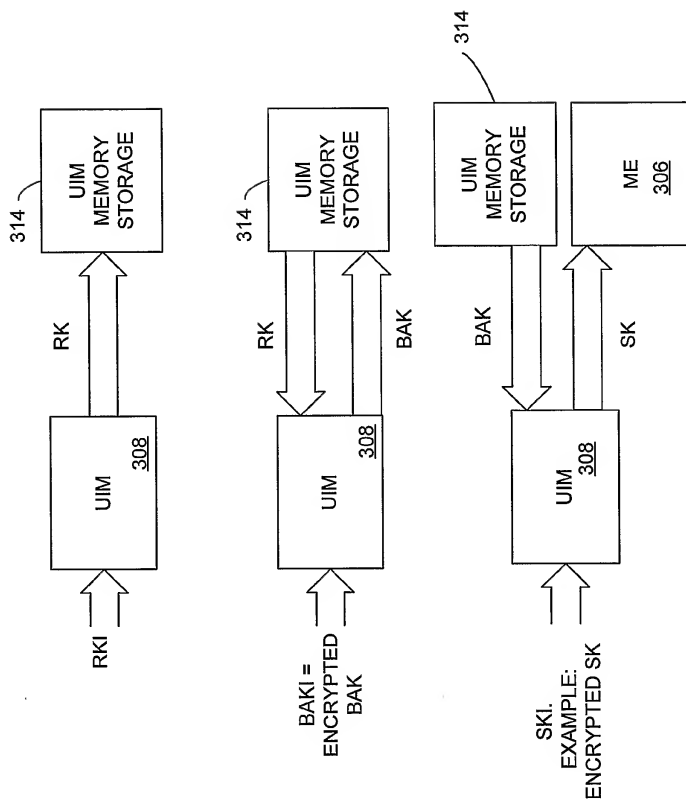 314
RKI
UIM
308
RK
UIM
MEMORY
STORAGE
314
BAKI =
ENCRYPTED
BAK
UIM
308
RK
BAK
UIM
MEMORY
STORAGE
314
SKI.
EXAMPLE:
ENCRYPTED SK
UIM
308
BAK
SK
UIM
MEMORY
STORAGE
ME
306